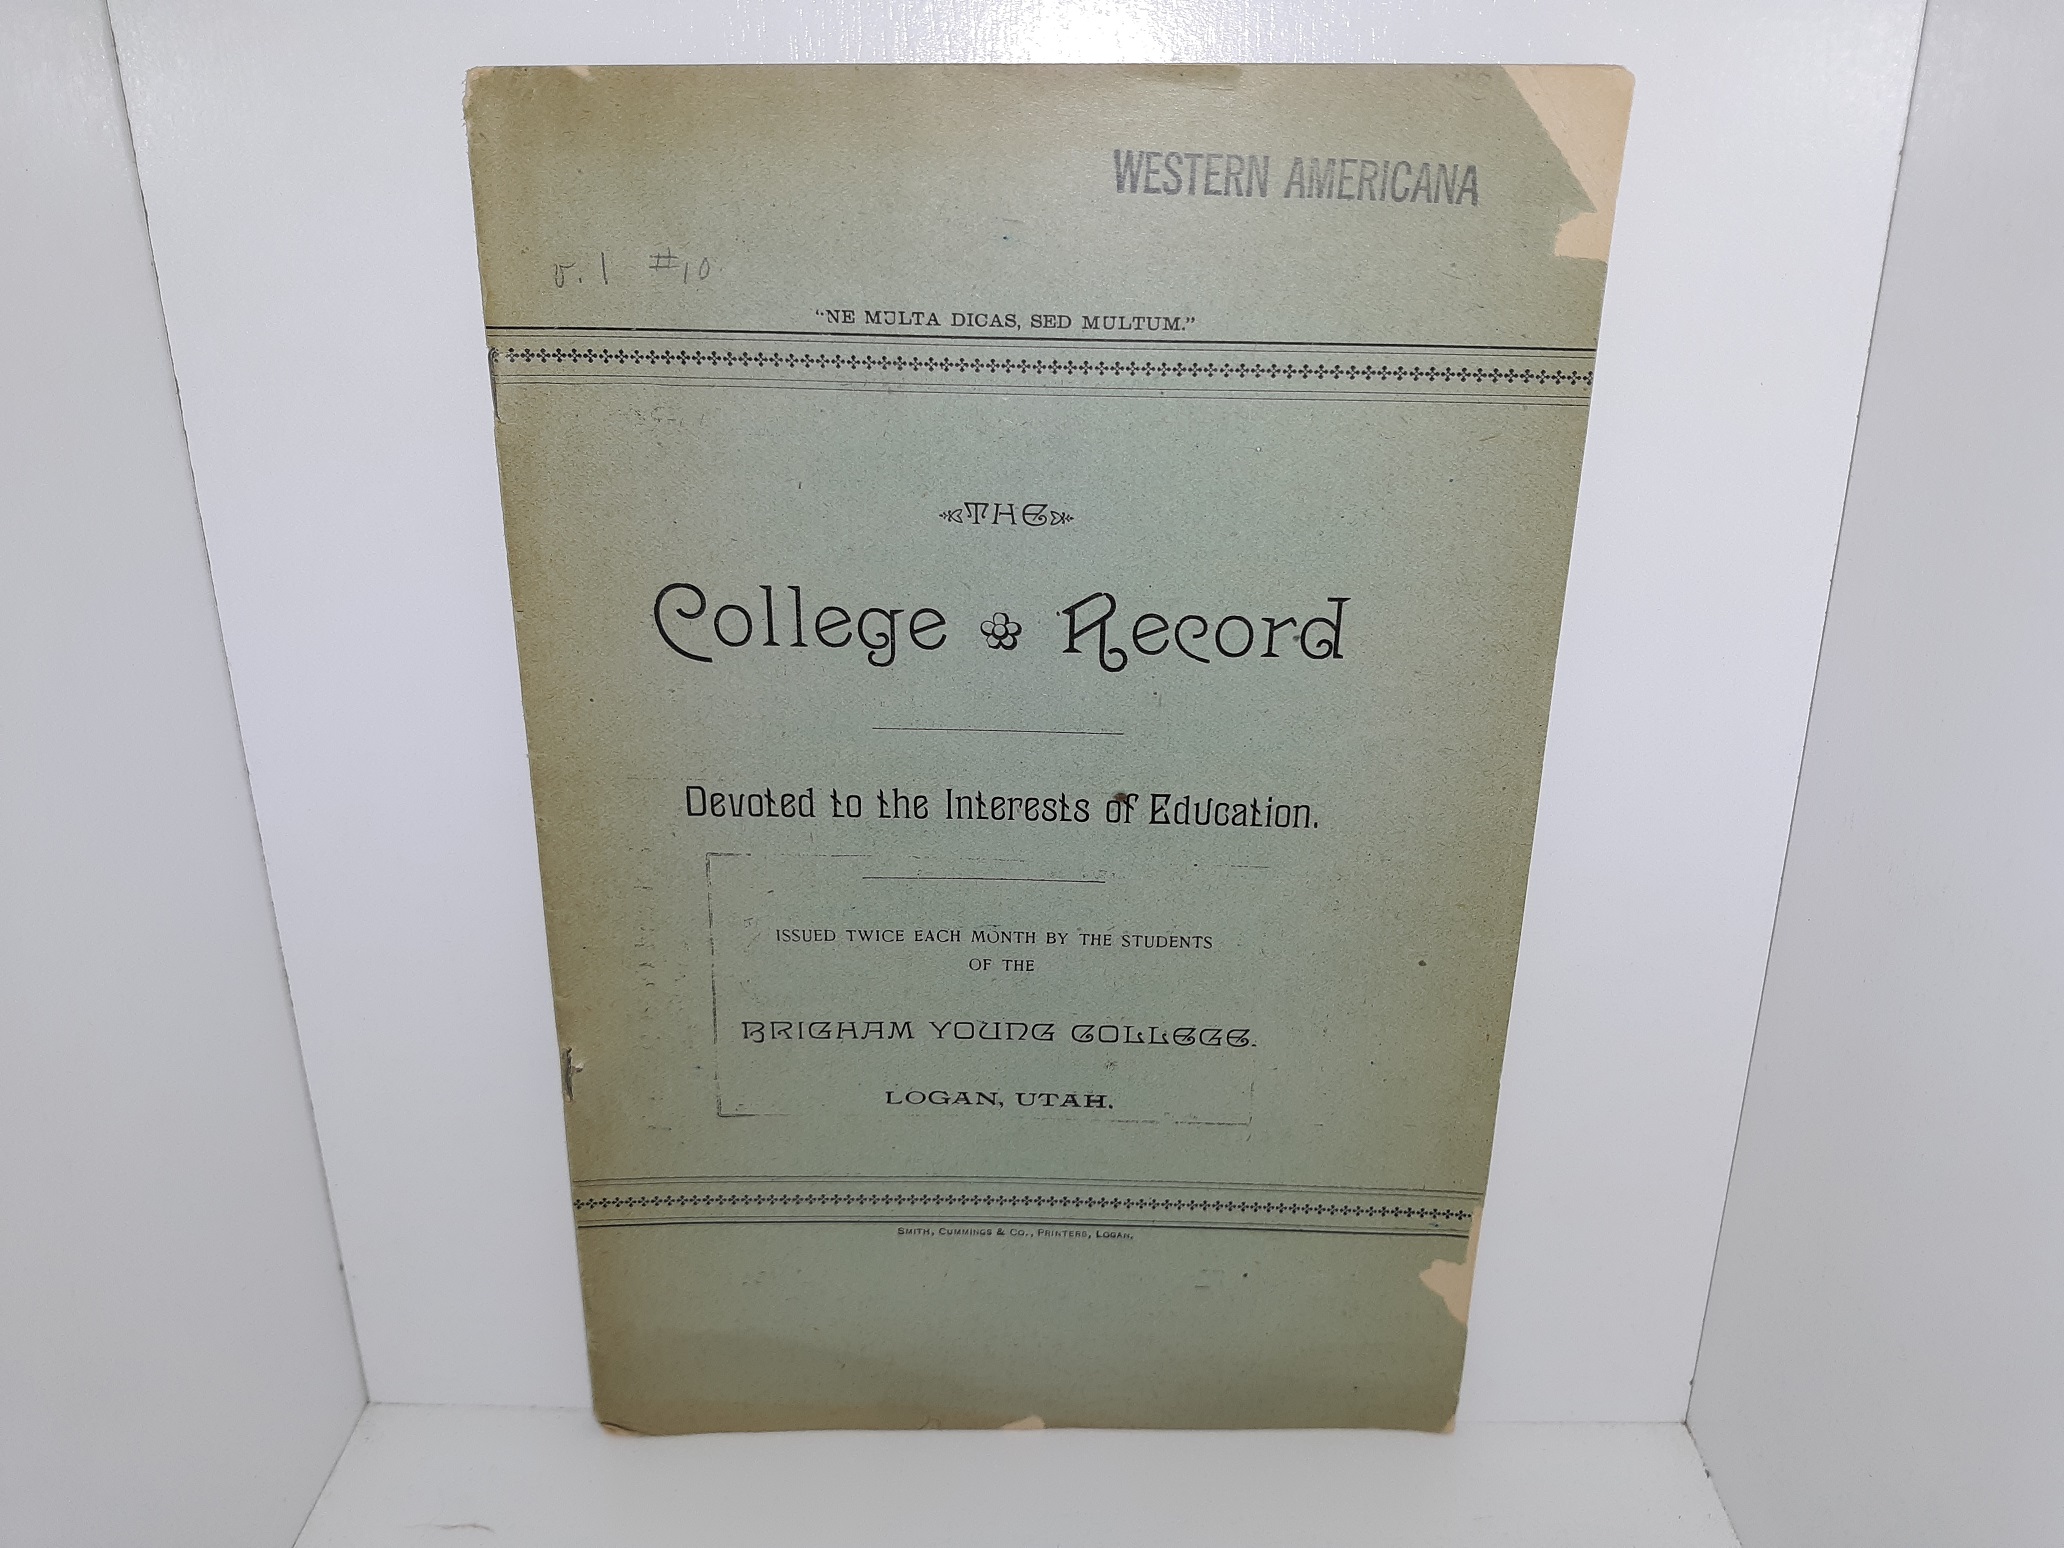 WESTERN AMERICANA
v. 1 #10
"NE MULTA DICAS, SED MULTUM."
THE
College Record
Devoted to the Interests of Education.
ISSUED TWICE EACH MONTH BY THE STUDENTS
OF THE
BRIGHAM YOUNG COLLEGE.
LOGAN, UTAH.
SMITH, CUMMINGS & CO., PRINTERS, LOGAN.